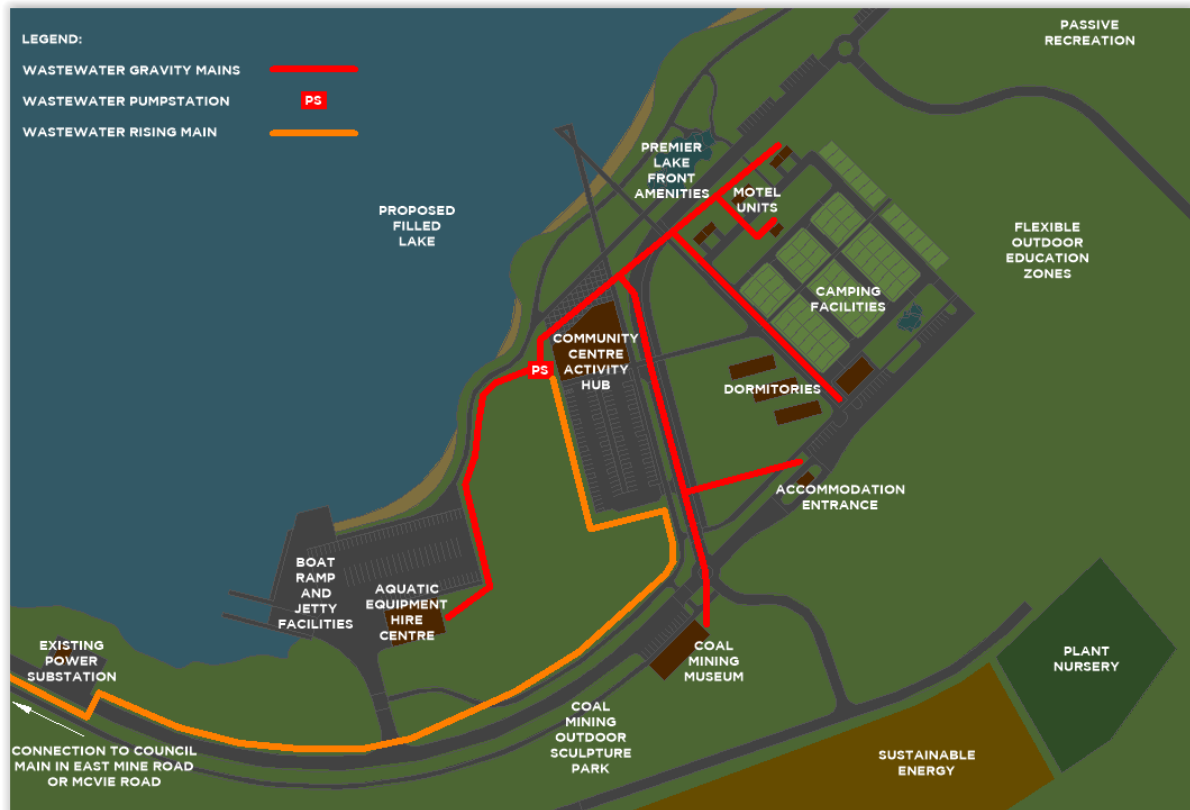 LEGEND:
WASTEWATER GRAVITY MAINS
WASTEWATER PUMPSTATION
PS
WASTEWATER RISING MAIN
PASSIVE
RECREATION
PROPOSED
FILLED
LAKE
PREMIER
LAKE
FRONT
AMENITIES
MOTEL
UNITS
FLEXIBLE
OUTDOOR
EDUCATION
ZONES
CAMPING
FACILITIES
COMMUNITY
CENTRE
ACTIVITY
HUB
PS
DORMITORIES
ACCOMMODATION
ENTRANCE
BOAT
RAMP
AND
JETTY
FACILITIES
AQUATIC
EQUIPMENT
HIRE
CENTRE
EXISTING
POWER
SUBSTATION
COAL
MINING
MUSEUM
PLANT
NURSERY
COAL
MINING
OUTDOOR
SCULPTURE
PARK
CONNECTION TO COUNCIL
MAIN IN EAST MINE ROAD
OR MCVIE ROAD
SUSTAINABLE
ENERGY